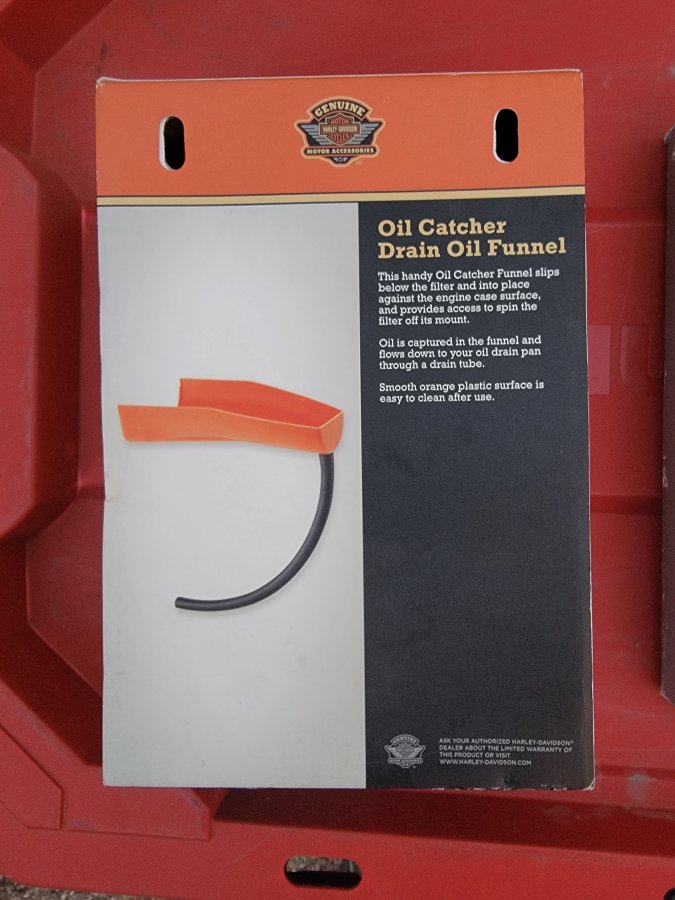 GENUINE
MOTOR
HARLEY-DAVIDSON
CYCLES
MOTOR ACCESSORIES
Oil Catcher
Drain Oil Funnel
This handy Oil Catcher Funnel slips
below the filter and into place
against the engine case surface,
and provides access to spin the
filter off its mount.
Oil is captured in the funnel and
flows down to your oil drain pan
through a drain tube.
Smooth orange plastic surface is
easy to clean after use.
GENUINE
MOTOR ACCESSORIES
ASK YOUR AUTHORIZED HARLEY-DAVIDSON®
DEALER ABOUT THE LIMITED WARRANTY OF
THIS PRODUCT OR VISIT
WWW.HARLEY-DAVIDSON.COM